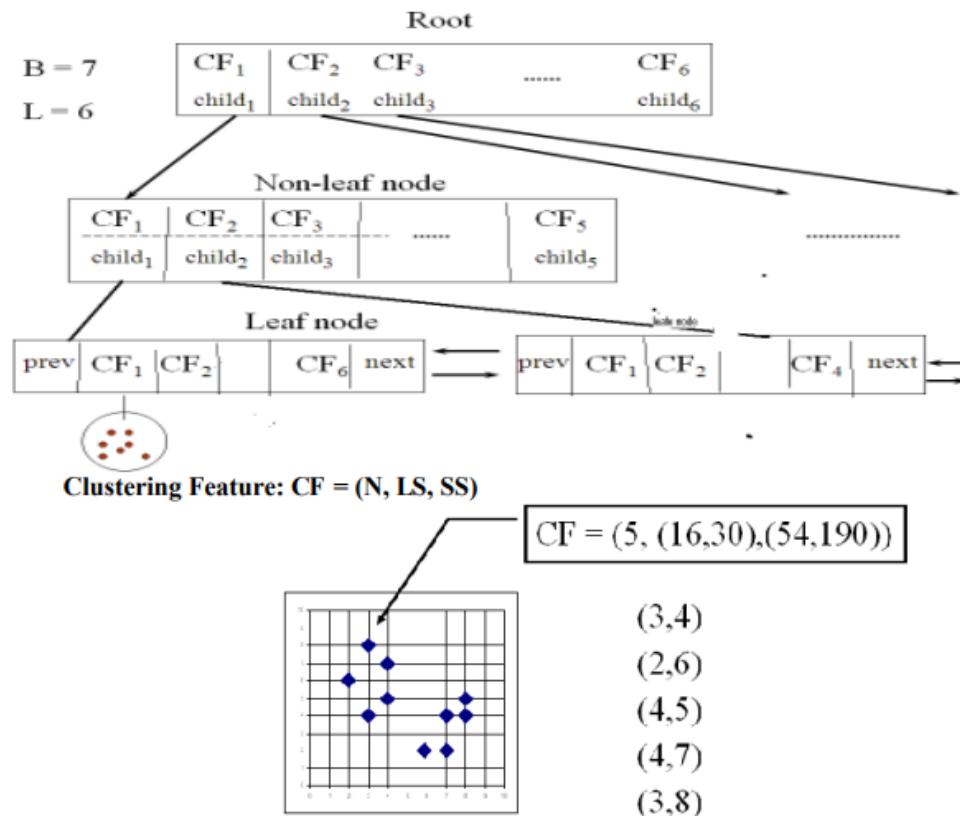 Root
B = 7
L = 6
CF1 CF2 CF3 ...... CF6
child1 child2 child3 child6
Non-leaf node
CF1 CF2 CF3 ...... CF5
child1 child2 child3 child5
...............
Leaf node
prev CF1 CF2 CF6 next
prev CF1 CF2 CF4 next
Clustering Feature: CF = (N, LS, SS)
CF = (5, (16,30),(54,190))
(3,4)
(2,6)
(4,5)
(4,7)
(3,8)